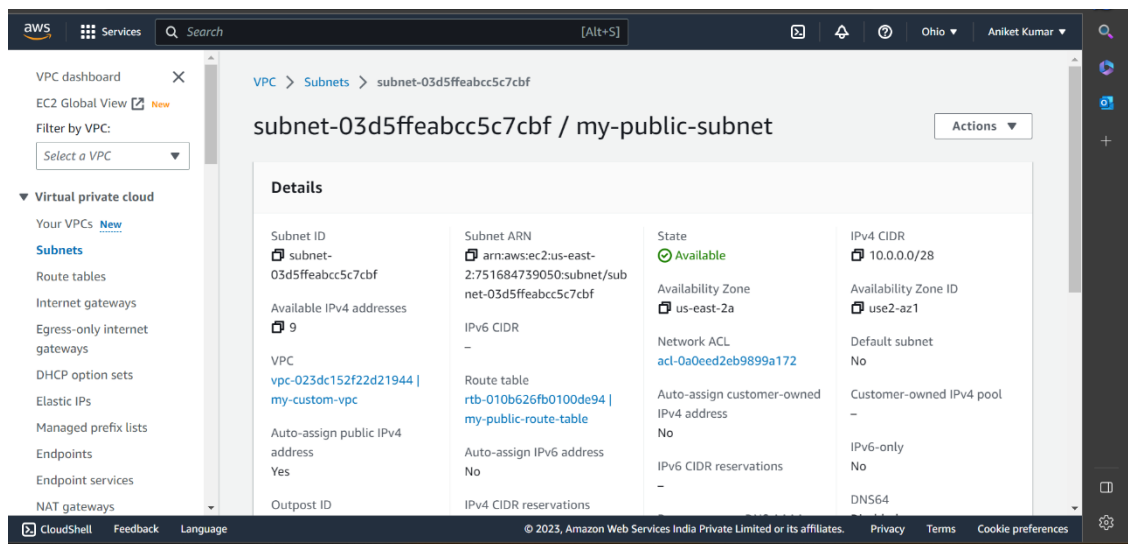 aws Services Search [Alt+S] Ohio ▼ Aniket Kumar ▼
VPC dashboard
EC2 Global View New
Filter by VPC:
Select a VPC
Virtual private cloud
Your VPCs New
Subnets
Route tables
Internet gateways
Egress-only internet
gateways
DHCP option sets
Elastic IPs
Managed prefix lists
Endpoints
Endpoint services
NAT gateways
VPC > Subnets > subnet-03d5ffeabcc5c7cbf
subnet-03d5ffeabcc5c7cbf / my-public-subnet
Actions ▼
Details
Subnet ID
subnet-
03d5ffeabcc5c7cbf
Available IPv4 addresses
9
VPC
vpc-023dc152f22d21944 |
my-custom-vpc
Auto-assign public IPv4
address
Yes
Outpost ID
Subnet ARN
arn:aws:ec2:us-east-
2:751684739050:subnet/sub
net-03d5ffeabcc5c7cbf
IPv6 CIDR
–
Route table
rtb-010b626fb0100de94 |
my-public-route-table
Auto-assign IPv6 address
No
IPv4 CIDR reservations
State
Available
Availability Zone
us-east-2a
Network ACL
acl-0a0eed2eb9899a172
Auto-assign customer-owned
IPv4 address
No
IPv6 CIDR reservations
–
IPv4 CIDR
10.0.0.0/28
Availability Zone ID
use2-az1
Default subnet
No
Customer-owned IPv4 pool
–
IPv6-only
No
DNS64
CloudShell Feedback Language © 2023, Amazon Web Services India Private Limited or its affiliates. Privacy Terms Cookie preferences